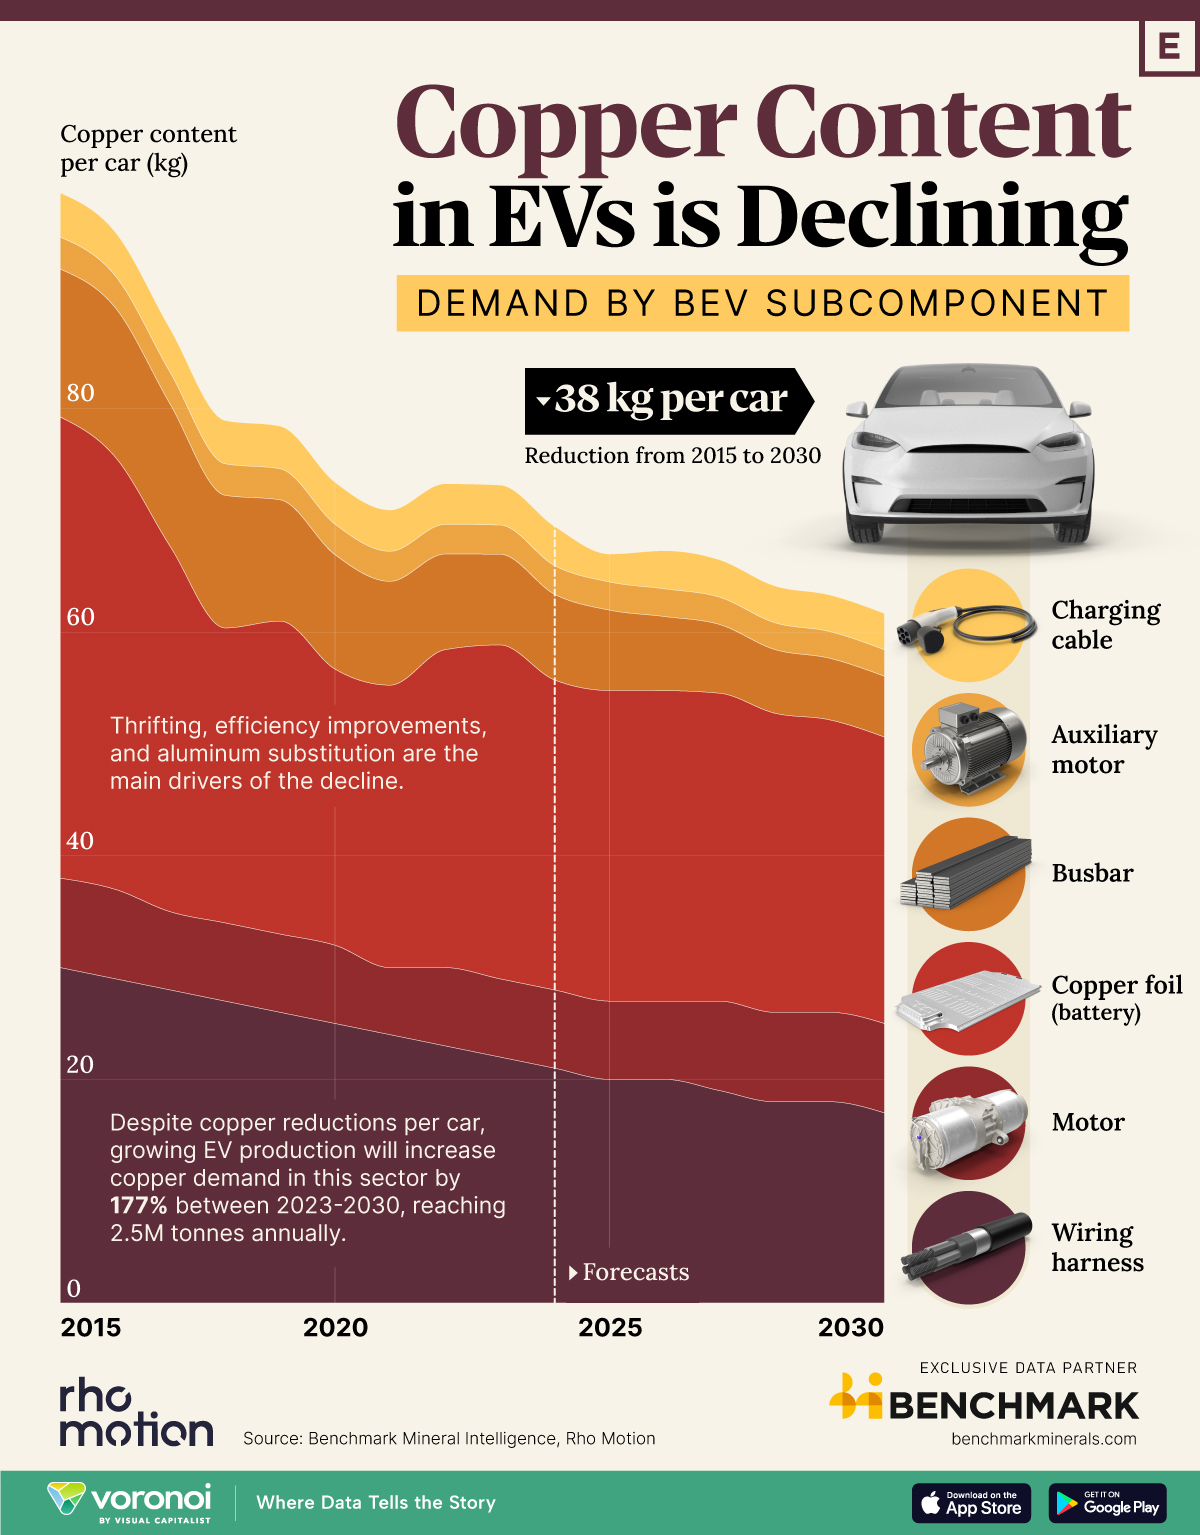 E
Copper Content
in EVs is Declining
DEMAND BY BEV SUBCOMPONENT
Copper content
per car (kg)
38 kg per car
Reduction from 2015 to 2030
80
60
40
20
0
Thrifting, efficiency improvements,
and aluminum substitution are the
main drivers of the decline.
Despite copper reductions per car,
growing EV production will increase
copper demand in this sector by
177% between 2023-2030, reaching
2.5M tonnes annually.
Forecasts
Charging
cable
Auxiliary
motor
Busbar
Copper foil
(battery)
Motor
Wiring
harness
2015
2020
2025
2030
rho
motion
Source: Benchmark Mineral Intelligence, Rho Motion
EXCLUSIVE DATA PARTNER
BENCHMARK
benchmarkminerals.com
voronoi
BY VISUAL CAPITALIST
Where Data Tells the Story
Download on the
App Store
GET IT ON
Google Play